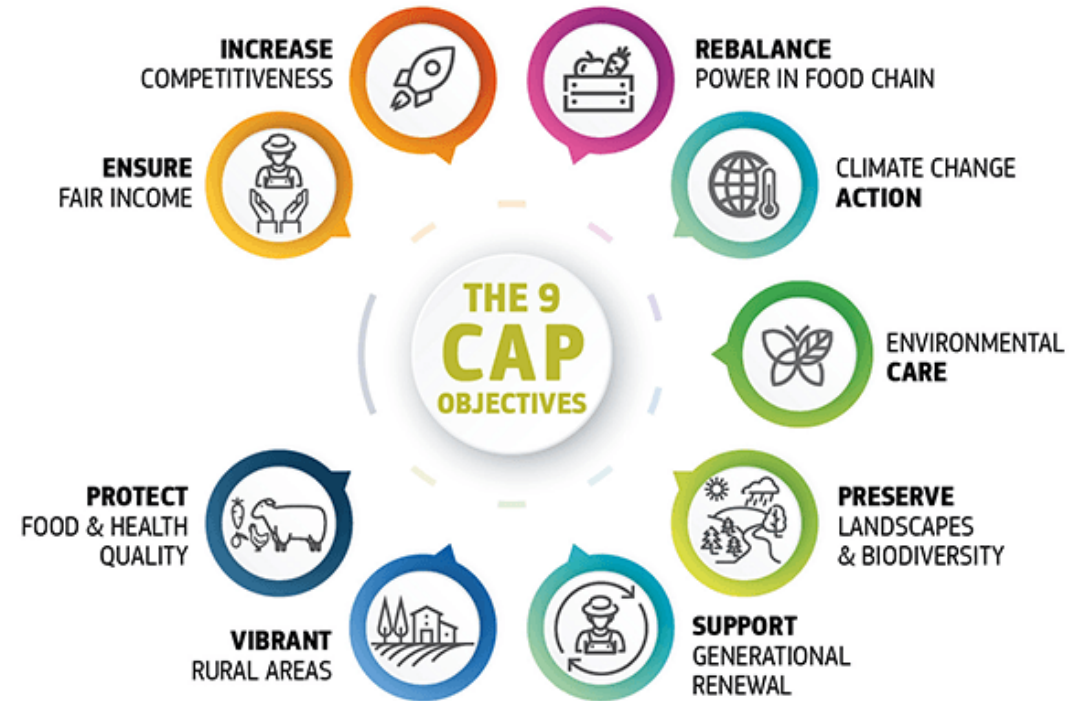 INCREASE
COMPETITIVENESS
REBALANCE
POWER IN FOOD CHAIN
ENSURE
FAIR INCOME
CLIMATE CHANGE
ACTION
THE 9
CAP
OBJECTIVES
ENVIRONMENTAL
CARE
PROTECT
FOOD & HEALTH
QUALITY
PRESERVE
LANDSCAPES
& BIODIVERSITY
VIBRANT
RURAL AREAS
SUPPORT
GENERATIONAL
RENEWAL